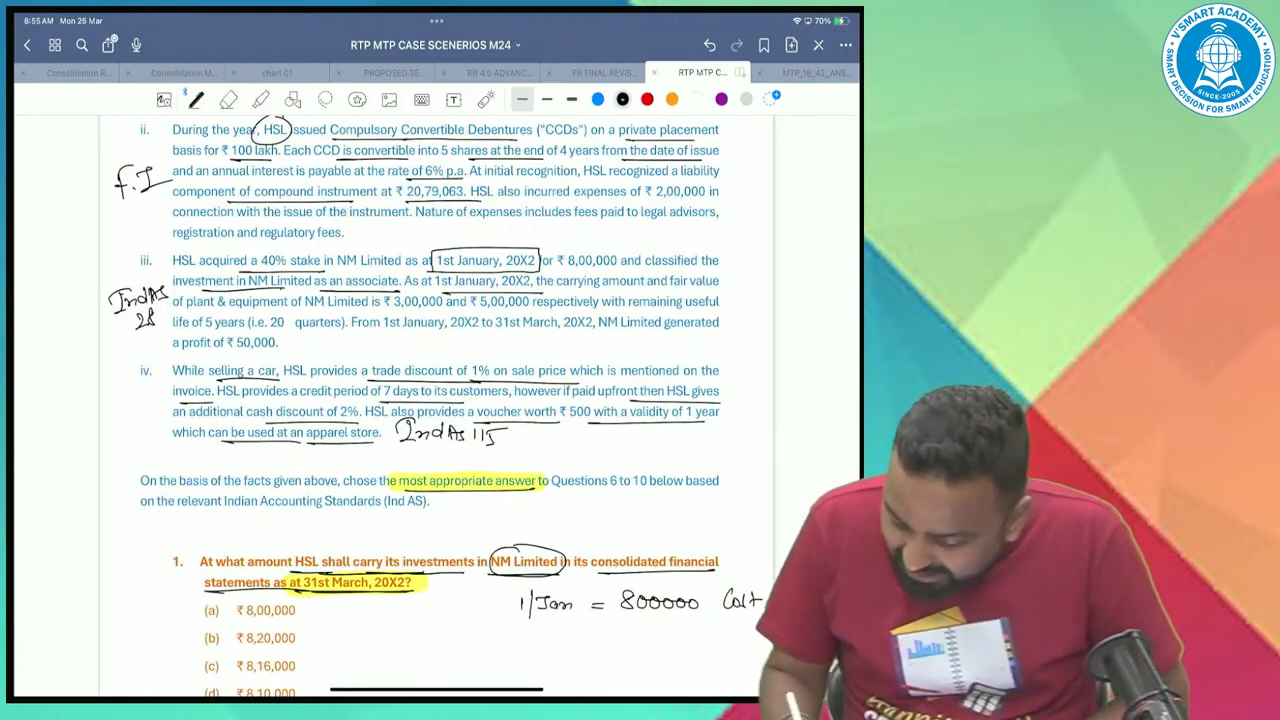 8:55 AM Mon 25 Mar
70%
RTP MTP CASE SCENERIOS M24
Consolidation R...
Consolidation M...
chart 01
PROPOSED SE...
RR 4.0 ADVANC...
FR FINAL REVIS...
RTP MTP C...
MTP_18_42_ANS...
ii. During the year, HSL issued Compulsory Convertible Debentures ("CCDs") on a private placement
basis for ₹ 100 lakh. Each CCD is convertible into 5 shares at the end of 4 years from the date of issue
and an annual interest is payable at the rate of 6% p.a. At initial recognition, HSL recognized a liability
F.I
component of compound instrument at ₹ 20,79,063. HSL also incurred expenses of ₹ 2,00,000 in
connection with the issue of the instrument. Nature of expenses includes fees paid to legal advisors,
registration and regulatory fees.
iii. HSL acquired a 40% stake in NM Limited as at 1st January, 20X2 for ₹ 8,00,000 and classified the
investment in NM Limited as an associate. As at 1st January, 20X2, the carrying amount and fair value
Ind AS
of plant & equipment of NM Limited is ₹ 3,00,000 and ₹ 5,00,000 respectively with remaining useful
28
life of 5 years (i.e. 20 quarters). From 1st January, 20X2 to 31st March, 20X2, NM Limited generated
a profit of ₹ 50,000.
iv. While selling a car, HSL provides a trade discount of 1% on sale price which is mentioned on the
invoice. HSL provides a credit period of 7 days to its customers, however if paid upfront then HSL gives
an additional cash discount of 2%. HSL also provides a voucher worth ₹ 500 with a validity of 1 year
which can be used at an apparel store. Ind As 115
On the basis of the facts given above, chose the most appropriate answer to Questions 6 to 10 below based
on the relevant Indian Accounting Standards (Ind AS).
1. At what amount HSL shall carry its investments in NM Limited in its consolidated financial
statements as at 31st March, 20X2?
1/Jan = 800000 Cost
(a) ₹ 8,00,000
(b) ₹ 8,20,000
(c) ₹ 8,16,000
(d) ₹ 8,10,000
V'SMART ACADEMY
SINCE-2005
SMART DECISION FOR SMART EDUCATION